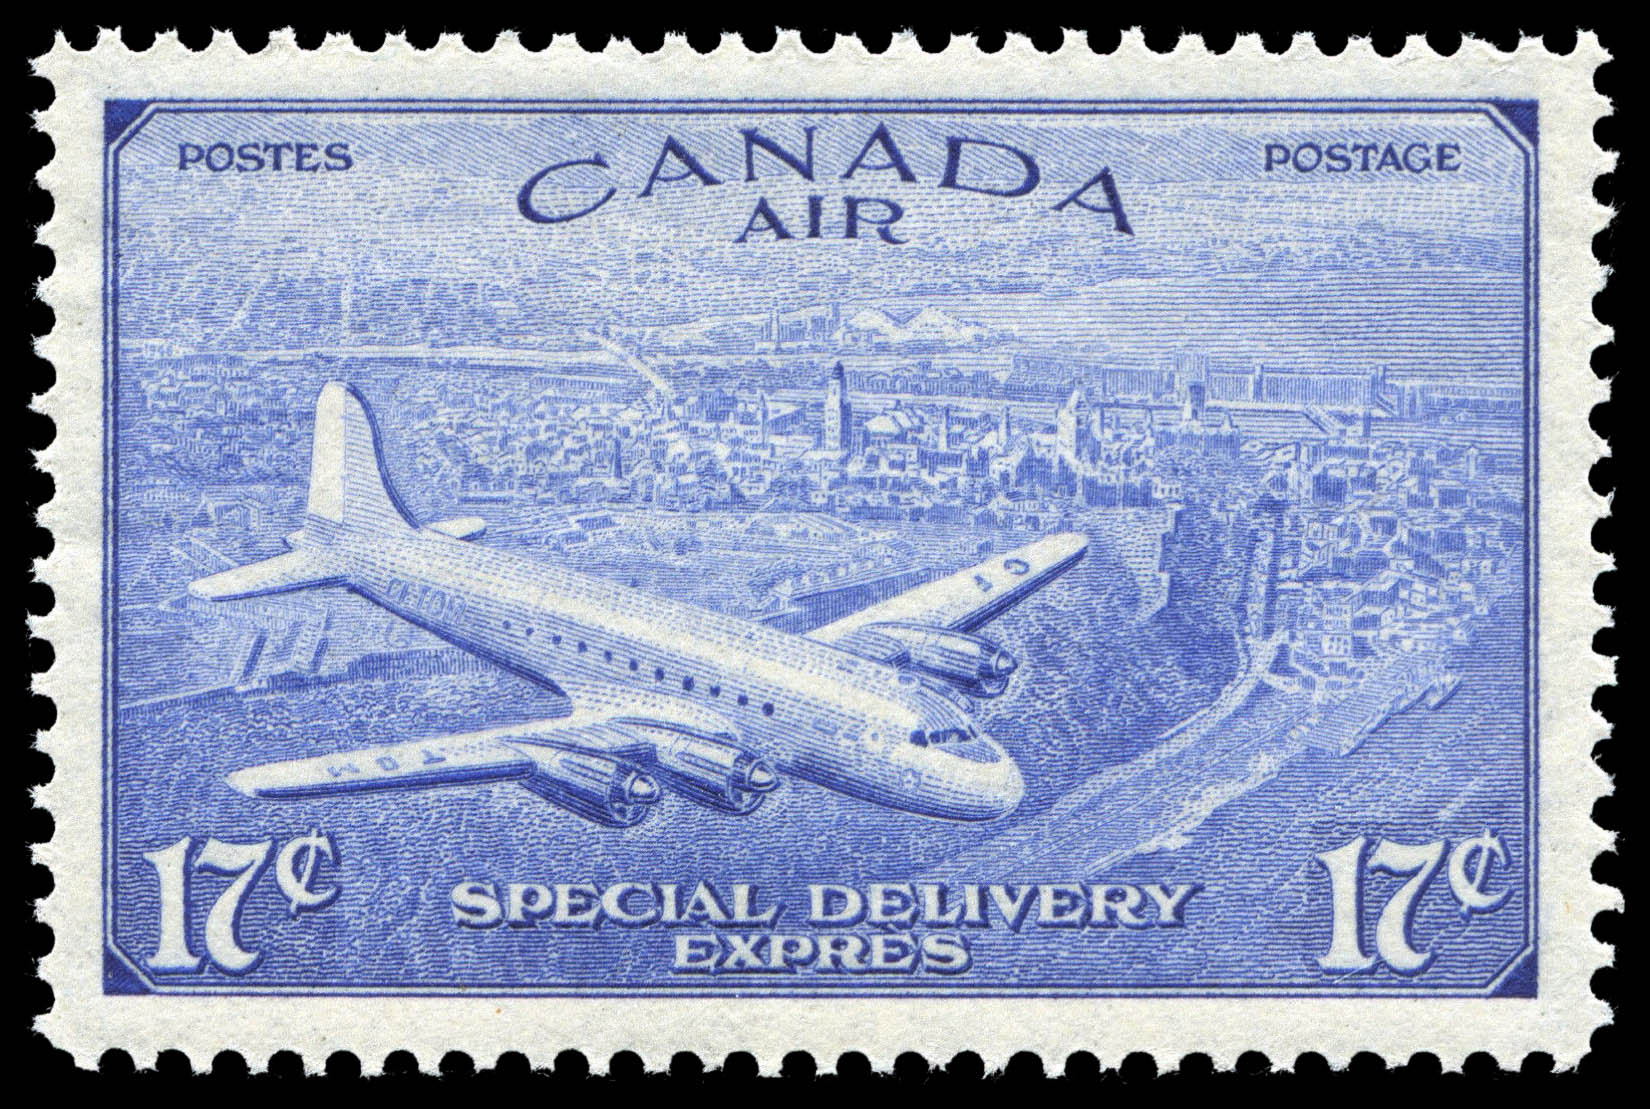 POSTES
CANADA
POSTAGE
AIR
17¢
SPECIAL DELIVERY
EXPRÈS
17¢